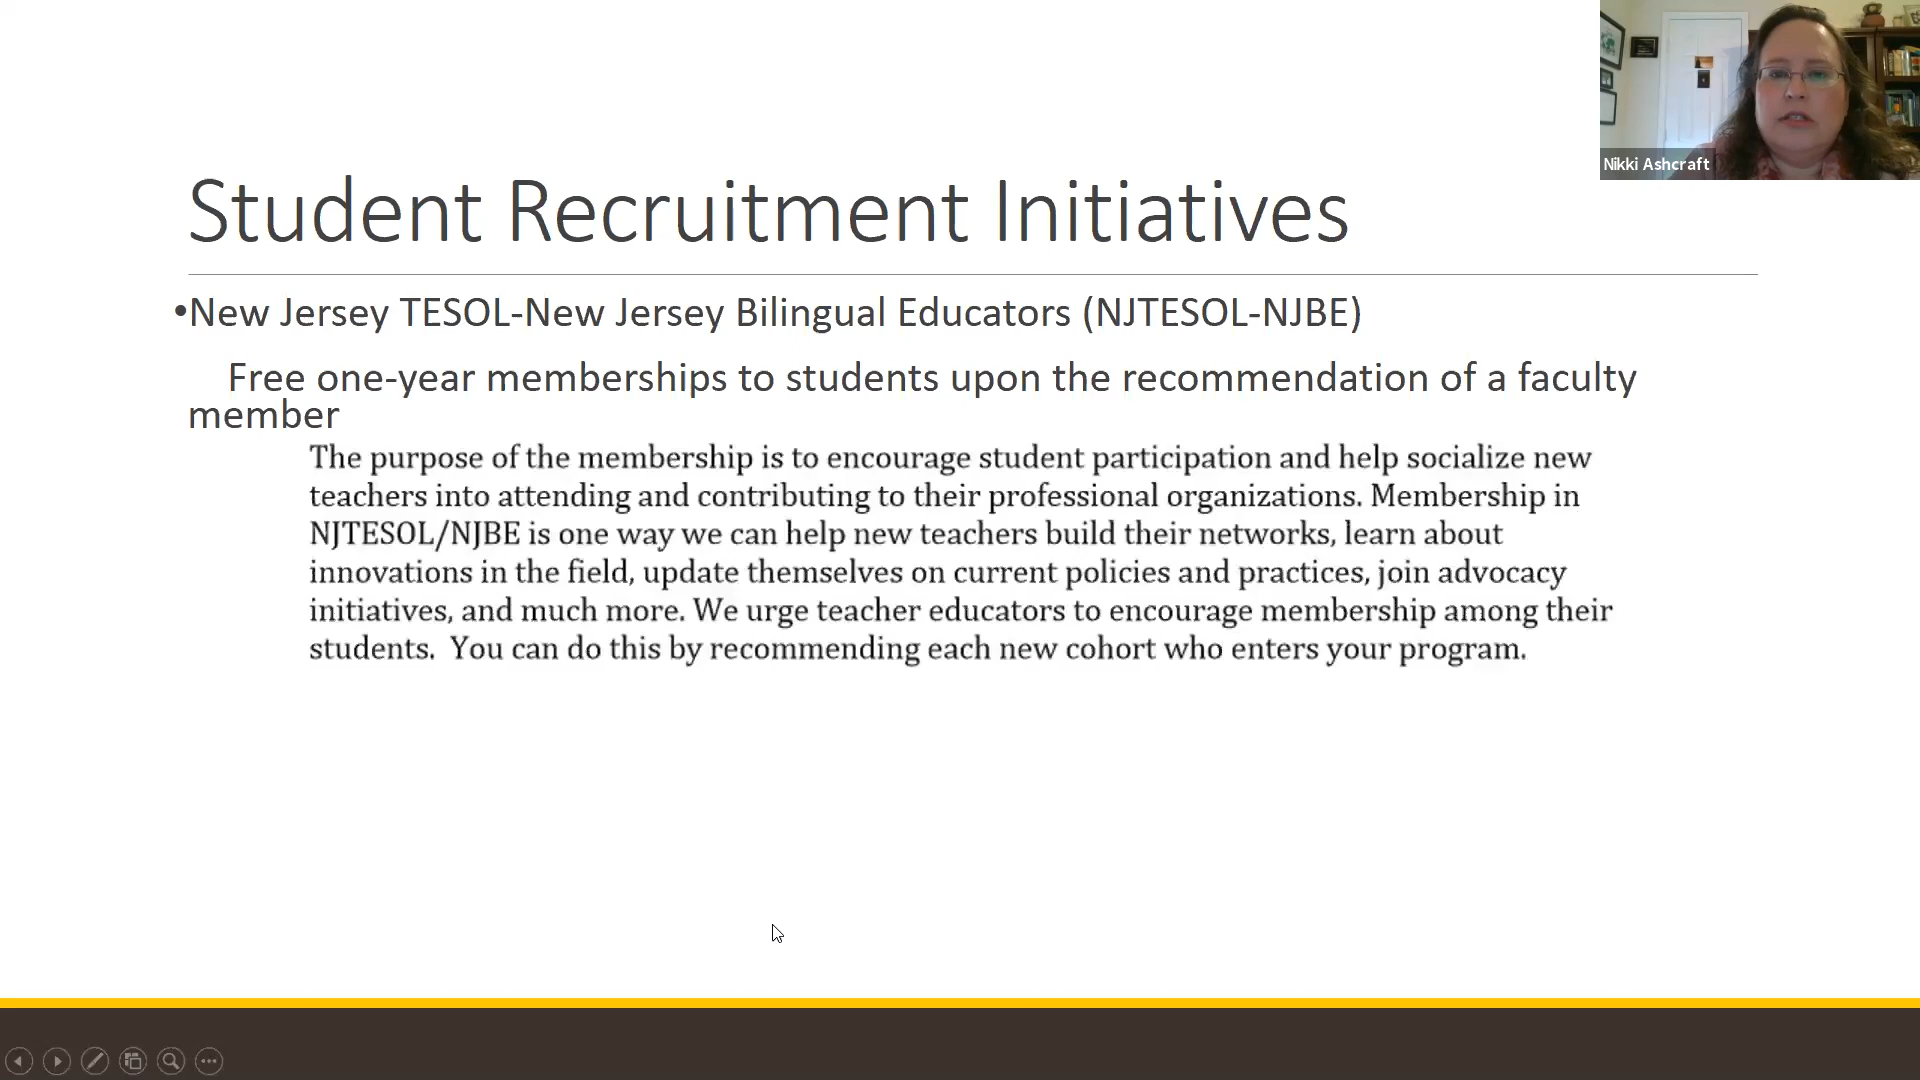 Nikki Ashcraft
Student Recruitment Initiatives
•New Jersey TESOL-New Jersey Bilingual Educators (NJTESOL-NJBE)
Free one-year memberships to students upon the recommendation of a faculty
member
The purpose of the membership is to encourage student participation and help socialize new
teachers into attending and contributing to their professional organizations. Membership in
NJTESOL/NJBE is one way we can help new teachers build their networks, learn about
innovations in the field, update themselves on current policies and practices, join advocacy
initiatives, and much more. We urge teacher educators to encourage membership among their
students.  You can do this by recommending each new cohort who enters your program.